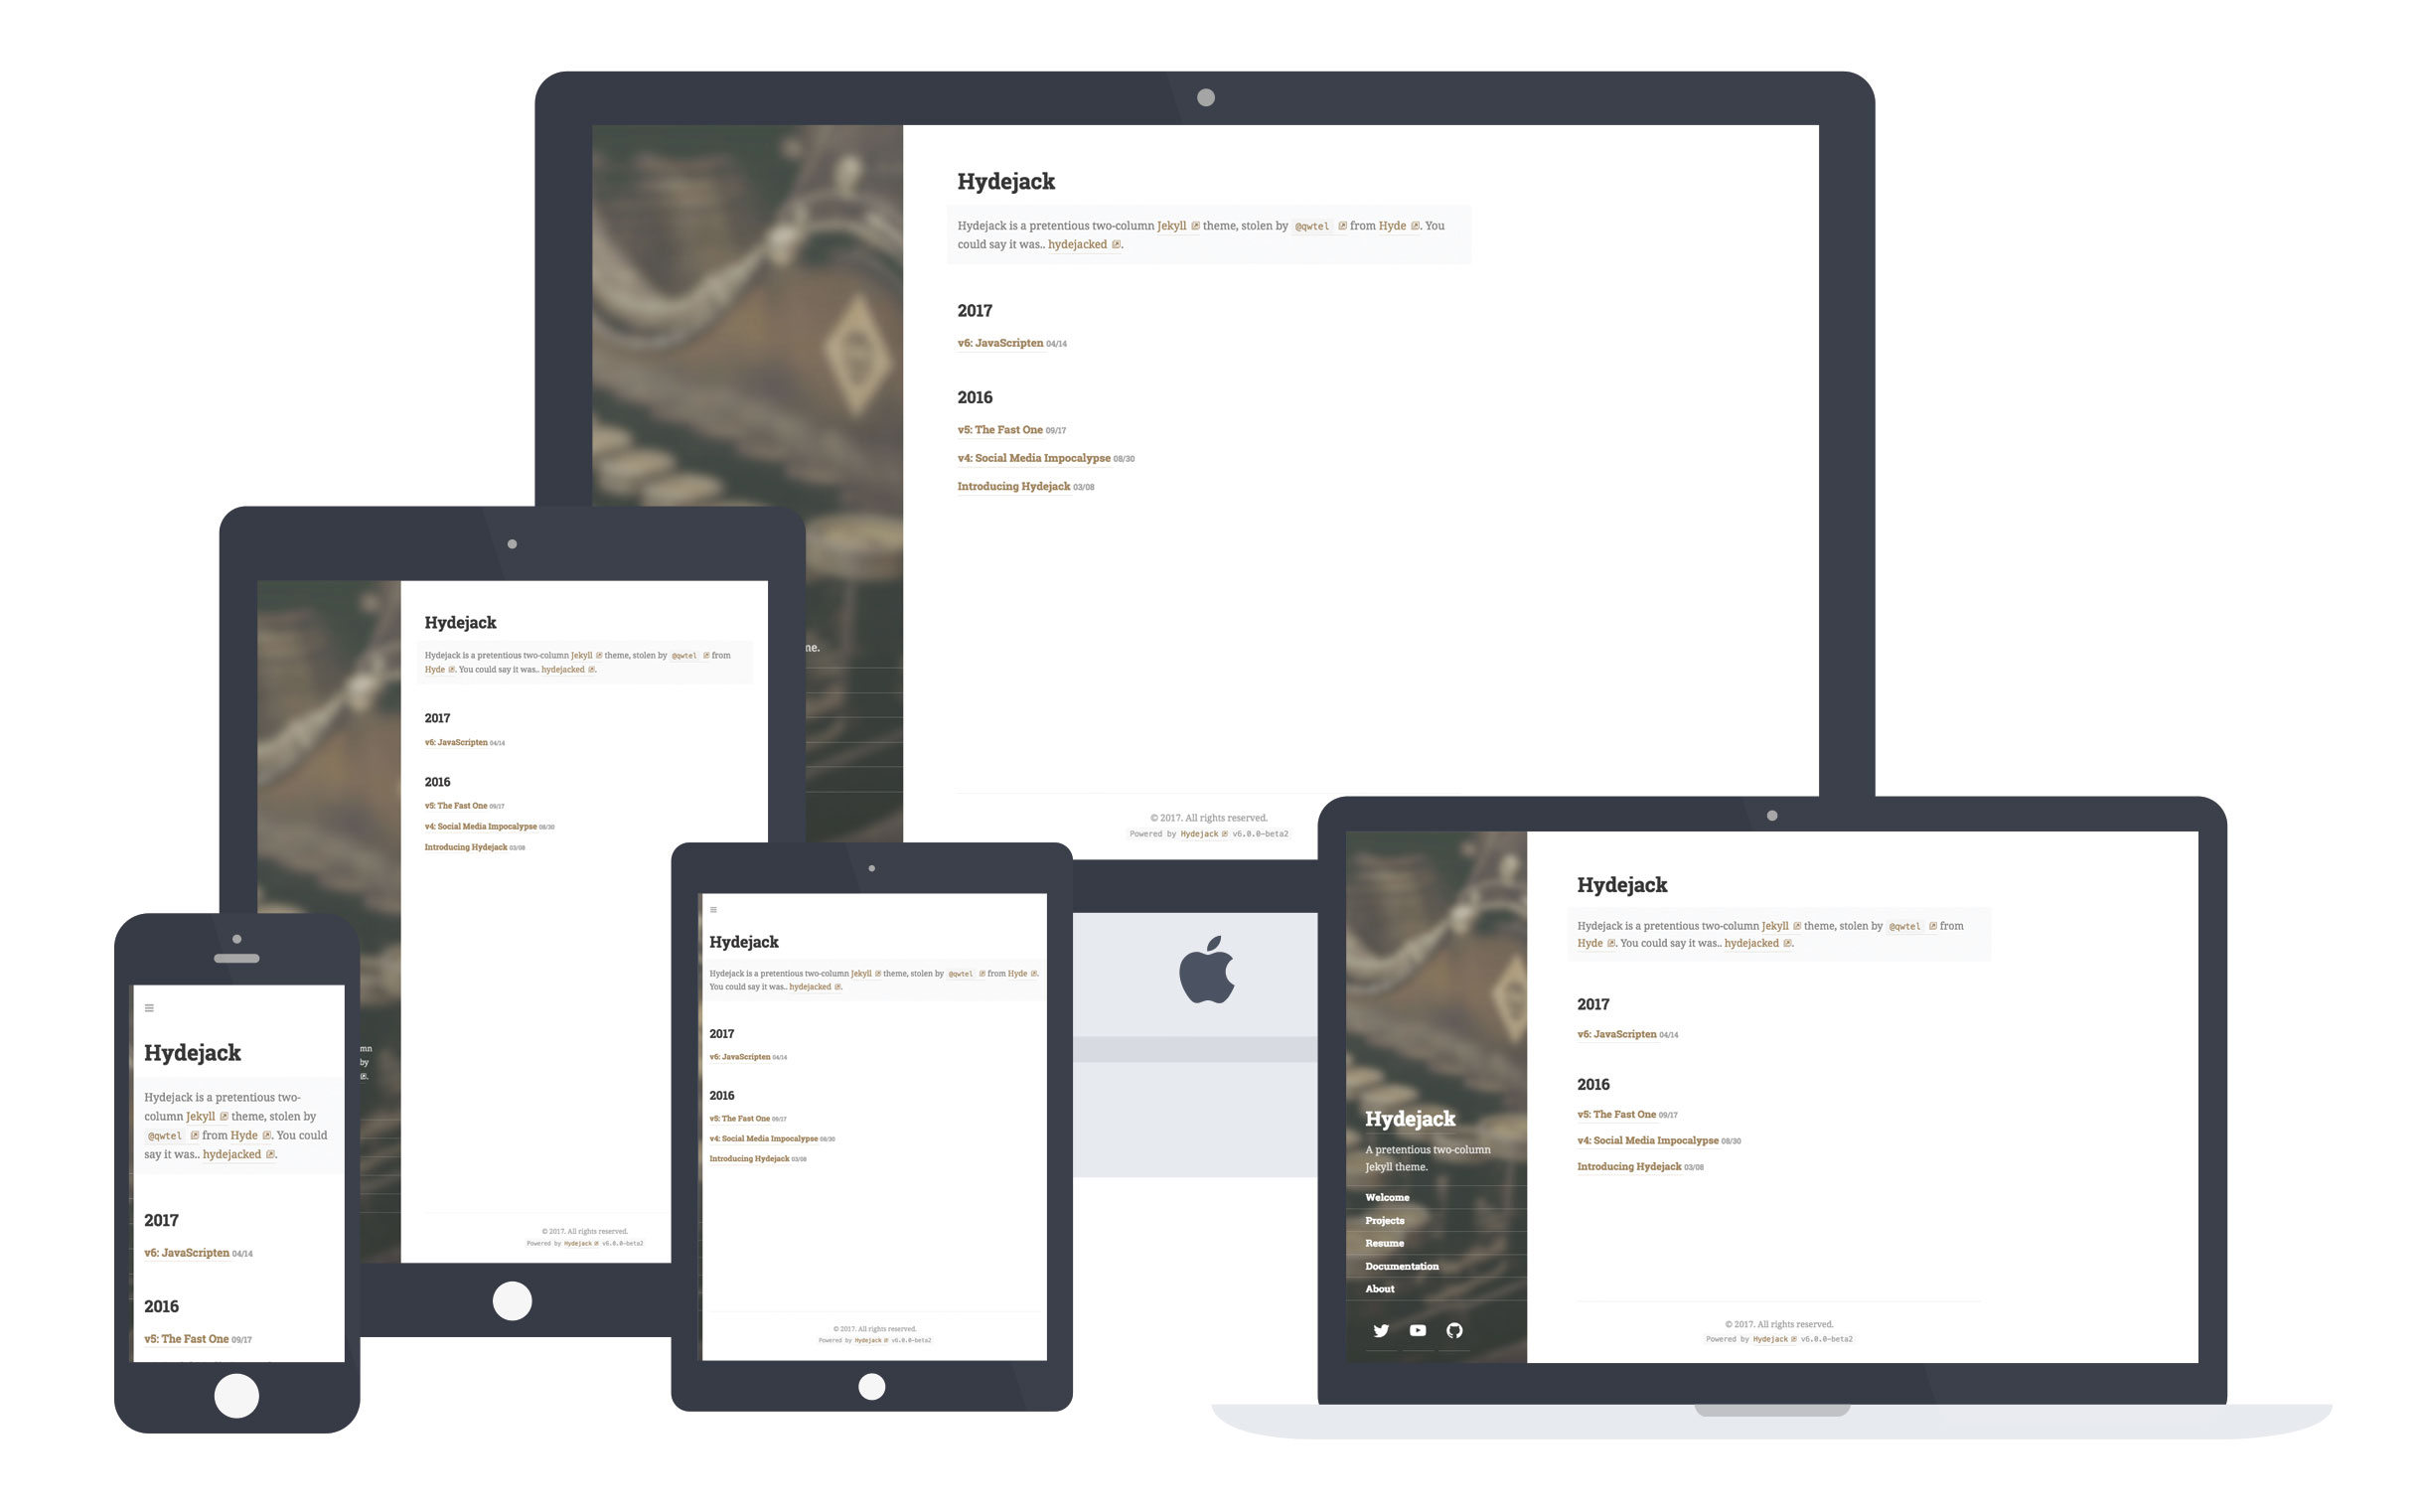 Hydejack
Hydejack is a pretentious two-column Jekyll theme, stolen by @qwtel from Hyde. You
could say it was.. hydejacked.
2017
v6: JavaScripten 04/14
2016
v5: The Fast One 09/17
v4: Social Media Impocalypse 08/30
Introducing Hydejack 03/08
© 2017. All rights reserved.
Powered by Hydejack v6.0.0-beta2
Hydejack
Hydejack is a pretentious two-column Jekyll theme, stolen by @qwtel from
Hyde. You could say it was.. hydejacked.
2017
v6: JavaScripten 04/14
2016
v5: The Fast One 09/17
v4: Social Media Impocalypse 08/30
Introducing Hydejack 03/08
by
© 2017. All rights reserved.
Powered by Hydejack v6.0.0-beta2
Hydejack
Hydejack is a pretentious two-
column Jekyll theme, stolen by
@qwtel from Hyde. You could
say it was.. hydejacked.
2017
v6: JavaScripten 04/14
2016
v5: The Fast One 09/17
Hydejack
Hydejack is a pretentious two-column Jekyll theme, stolen by @qwtel from Hyde.
You could say it was.. hydejacked.
2017
v6: JavaScripten 04/14
2016
v5: The Fast One 09/17
v4: Social Media Impocalypse 08/30
Introducing Hydejack 03/08
© 2017. All rights reserved.
Powered by Hydejack v6.0.0-beta2
Hydejack
A pretentious two-column
Jekyll theme.
Welcome
Projects
Resume
Documentation
About
Hydejack
Hydejack is a pretentious two-column Jekyll theme, stolen by @qwtel from
Hyde. You could say it was.. hydejacked.
2017
v6: JavaScripten 04/14
2016
v5: The Fast One 09/17
v4: Social Media Impocalypse 08/30
Introducing Hydejack 03/08
© 2017. All rights reserved.
Powered by Hydejack v6.0.0-beta2